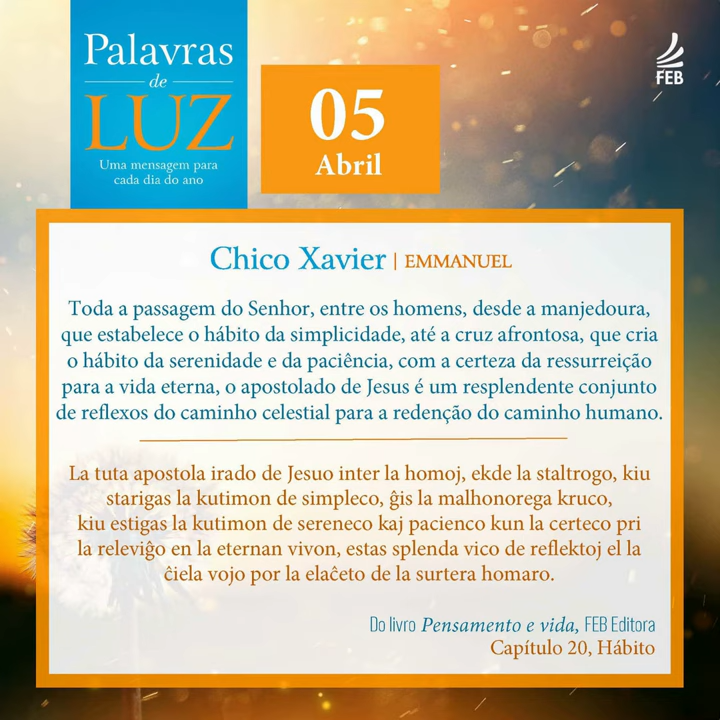 Palavras
de
LUZ
Uma mensagem para
cada dia do ano
05
Abril
FEB
Chico Xavier | EMMANUEL
Toda a passagem do Senhor, entre os homens, desde a manjedoura,
que estabelece o hábito da simplicidade, até a cruz afrontosa, que cria
o hábito da serenidade e da paciência, com a certeza da ressurreição
para a vida eterna, o apostolado de Jesus é um resplendente conjunto
de reflexos do caminho celestial para a redenção do caminho humano.
La tuta apostola irado de Jesuo inter la homoj, ekde la staltrogo, kiu
starigas la kutimon de simpleco, ĝis la malhonorega kruco,
kiu estigas la kutimon de sereneco kaj pacienco kun la certeco pri
la releviĝo en la eternan vivon, estas splenda vico de reflektoj el la
ĉiela vojo por la elaĉeto de la surtera homaro.
Do livro Pensamento e vida, FEB Editora
Capítulo 20, Hábito